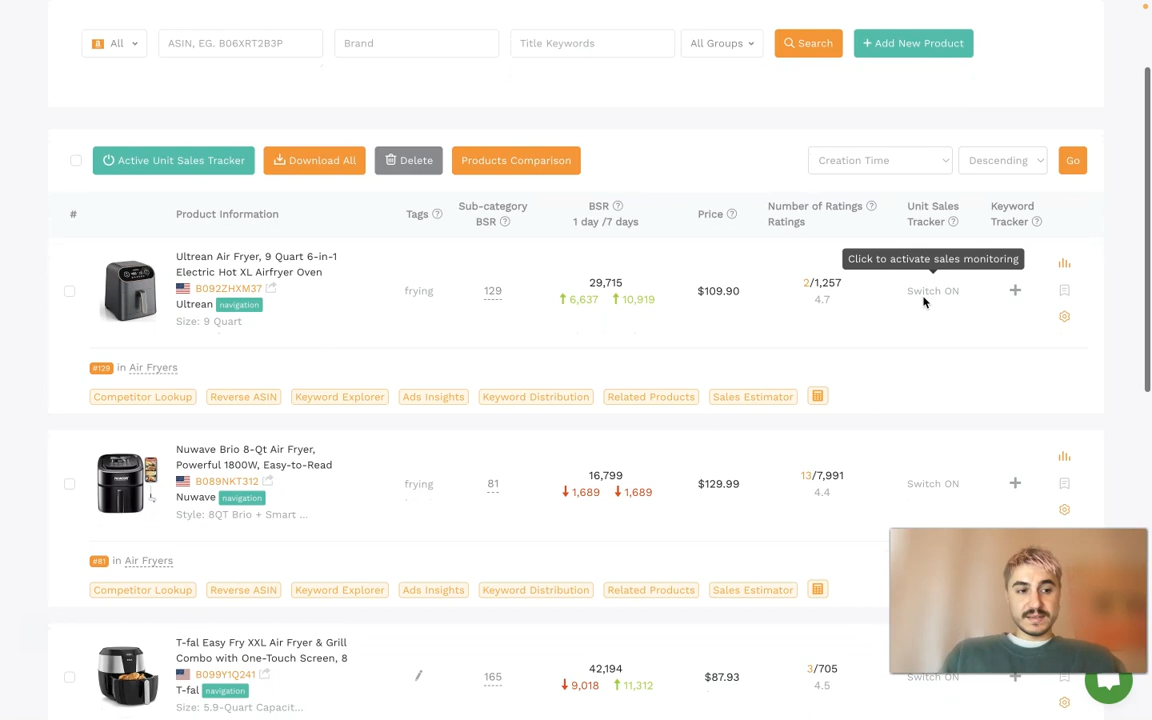 All
ASIN, EG. B06XRT2B3P
Brand
Title Keywords
All Groups
Search
+ Add New Product
Active Unit Sales Tracker
Download All
Delete
Products Comparison
Creation Time
Descending
Go
#
Product Information
Tags
Sub-category
BSR
BSR
1 day /7 days
Price
Number of Ratings
Ratings
Unit Sales
Tracker
Keyword
Tracker
Click to activate sales monitoring
Ultrean Air Fryer, 9 Quart 6-in-1
Electric Hot XL Airfryer Oven
B092ZHXM37
Ultrean navigation
Size: 9 Quart
frying
129
29,715
6,637 10,919
$109.90
2/1,257
4.7
Switch ON
#129 in Air Fryers
Competitor Lookup Reverse ASIN Keyword Explorer Ads Insights Keyword Distribution Related Products Sales Estimator
Nuwave Brio 8-Qt Air Fryer,
Powerful 1800W, Easy-to-Read
B089NKT312
Nuwave navigation
Style: 8QT Brio + Smart ...
frying
81
16,799
1,689 1,689
$129.99
13/7,991
4.4
Switch ON
#81 in Air Fryers
Competitor Lookup Reverse ASIN Keyword Explorer Ads Insights Keyword Distribution Related Products Sales Estimator
T-fal Easy Fry XXL Air Fryer & Grill
Combo with One-Touch Screen, 8
B099Y1Q241
T-fal navigation
Size: 5.9-Quart Capacit...
165
42,194
9,018 11,312
$87.93
3/705
4.5
Switch ON